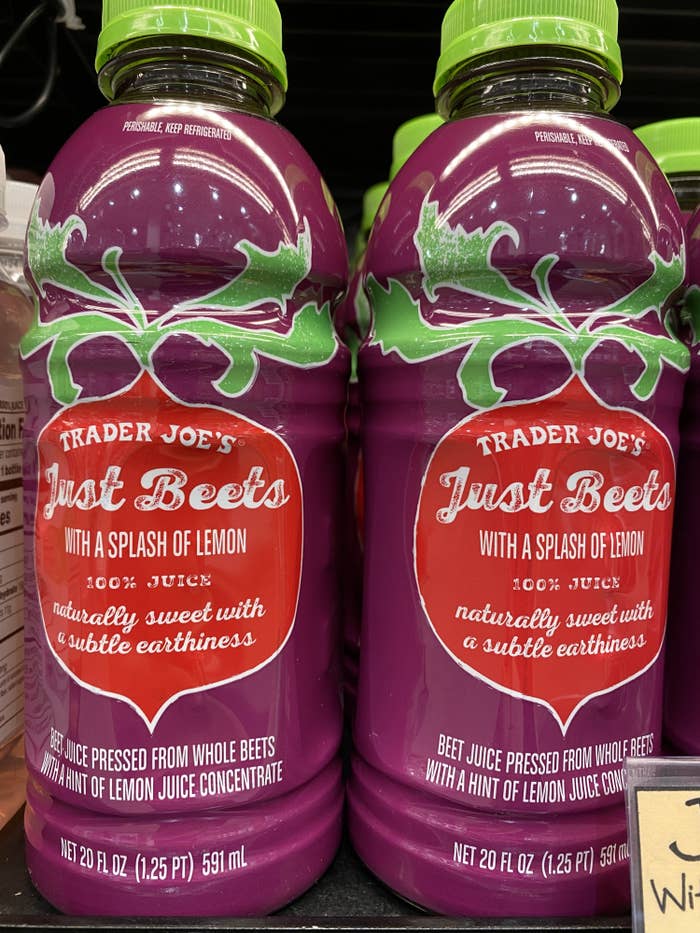 PERISHABLE, KEEP REFRIGERATED
TRADER JOE'S
Just Beets
WITH A SPLASH OF LEMON
100% JUICE
naturally sweet with
a subtle earthiness
BEET JUICE PRESSED FROM WHOLE BEETS
WITH A HINT OF LEMON JUICE CONCENTRATE
NET 20 FL OZ (1.25 PT) 591 mL
PERISHABLE, KEEP
TRADER JOE'S
Just Beets
WITH A SPLASH OF LEMON
100% JUICE
naturally sweet with
a subtle earthiness
BEET JUICE PRESSED FROM WHOLE BEETS
WITH A HINT OF LEMON JUICE
NET 20 FL OZ (1.25 PT) 591